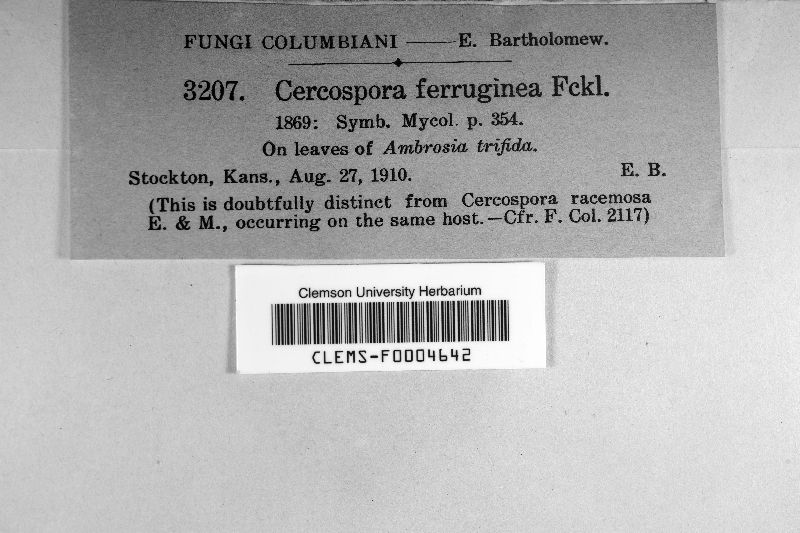 FUNGI COLUMBIANI —— E. Bartholomew.
3207. Cercospora ferruginea Fckl.
1869: Symb. Mycol. p. 354.
On leaves of Ambrosia trifida.
Stockton, Kans., Aug. 27, 1910. E. B.
(This is doubtfully distinct from Cercospora racemosa
E. & M., occurring on the same host.—Cfr. F. Col. 2117)
Clemson University Herbarium
CLEMS-F0004642